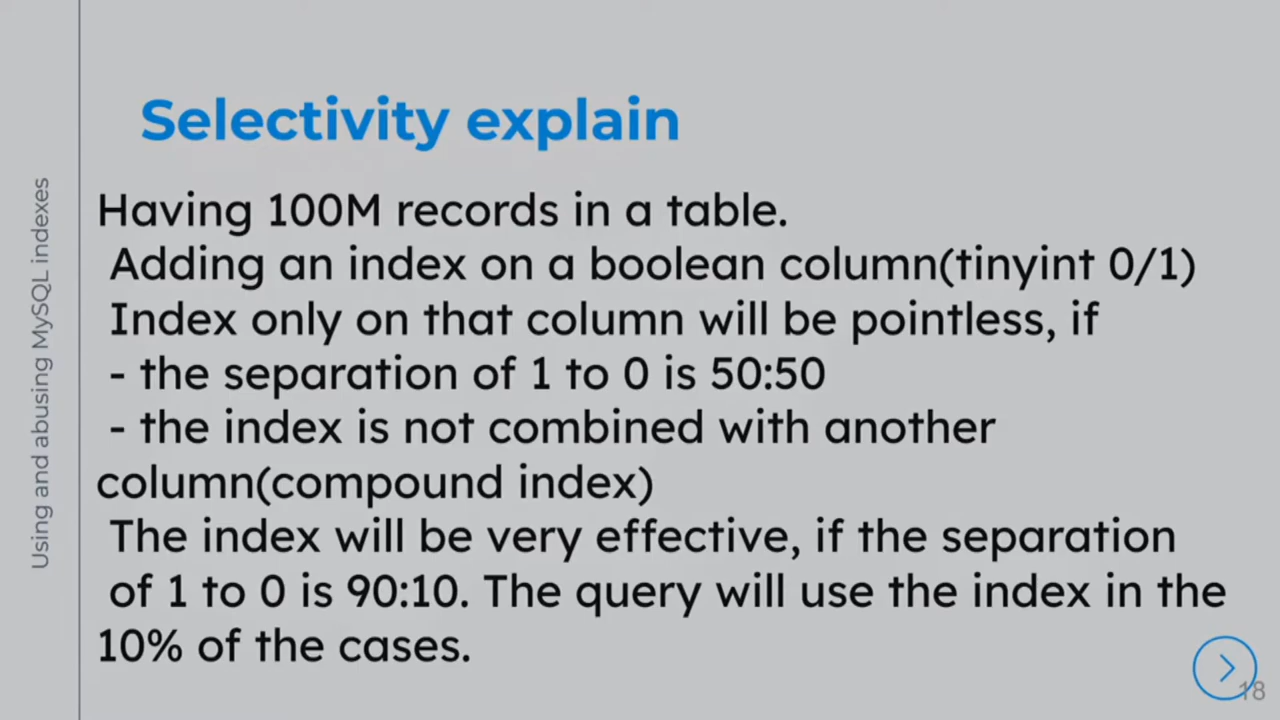 Using and abusing MySQL indexes
Selectivity explain
Having 100M records in a table.
Adding an index on a boolean column(tinyint 0/1)
Index only on that column will be pointless, if
- the separation of 1 to 0 is 50:50
- the index is not combined with another
column(compound index)
The index will be very effective, if the separation
of 1 to 0 is 90:10. The query will use the index in the
10% of the cases.
18